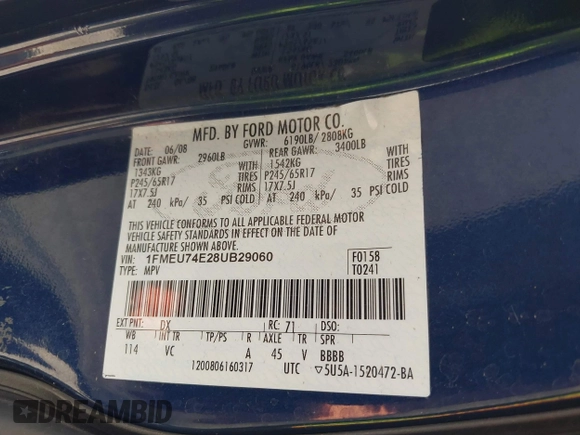 MFD. BY FORD MOTOR CO.
DATE: 06/08 GVWR: 6190LB/ 2808KG
FRONT GAWR: 2960LB REAR GAWR: 3400LB
1343KG 1542KG
P245/65R17 TIRES P245/65R17 TIRES
17X7.5J RIMS 17X7.5J RIMS
AT 240 kPa/ 35 PSI COLD AT 240 kPa/ 35 PSI COLD
THIS VEHICLE CONFORMS TO ALL APPLICABLE FEDERAL MOTOR
VEHICLE SAFETY STANDARDS IN EFFECT ON THE DATE OF
MANUFACTURE SHOWN ABOVE.
VIN: 1FMEU74E28UB29060 F0158
TYPE: MPV T0241
EXT PNT: DX RC: 71 DSO:
WB INT TR TP/PS R AXLE TR SPR
114 VC A 45 V BBBB
1200806160317 UTC ▽5U5A-1520472-BA
DREAMBID